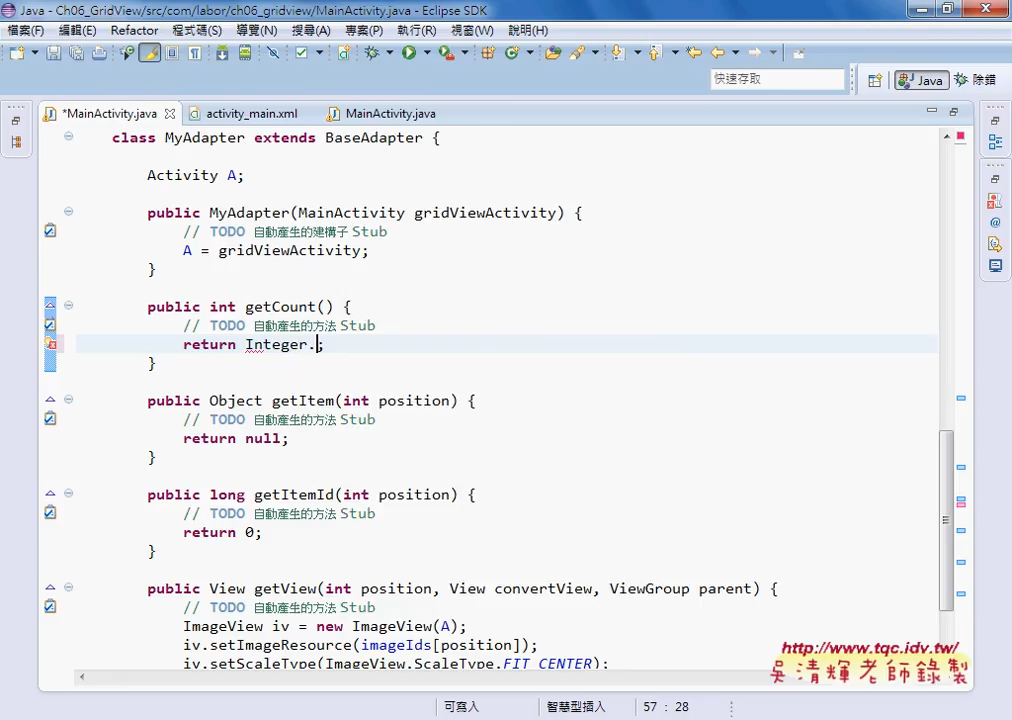 Java - Ch06_GridView/src/com/labor/ch06_gridview/MainActivity.java - Eclipse SDK
檔案(F) 編輯(E) Refactor 程式碼(S) 導覽(N) 搜尋(A) 專案(P) 執行(R) 視窗(W) 說明(H)
快速存取
Java 除錯
*MainActivity.java activity_main.xml MainActivity.java
class MyAdapter extends BaseAdapter {
Activity A;
public MyAdapter(MainActivity gridViewActivity) {
// TODO 自動產生的建構子 Stub
A = gridViewActivity;
}
public int getCount() {
// TODO 自動產生的方法 Stub
return Integer.;
}
public Object getItem(int position) {
// TODO 自動產生的方法 Stub
return null;
}
public long getItemId(int position) {
// TODO 自動產生的方法 Stub
return 0;
}
public View getView(int position, View convertView, ViewGroup parent) {
// TODO 自動產生的方法 Stub
ImageView iv = new ImageView(A);
iv.setImageResource(imageIds[position]);
iv.setScaleType(ImageView.ScaleType.FIT_CENTER);
http://www.tqc.idv.tw/
吳清輝老師錄製
可寫入 智慧型插入 57 : 28